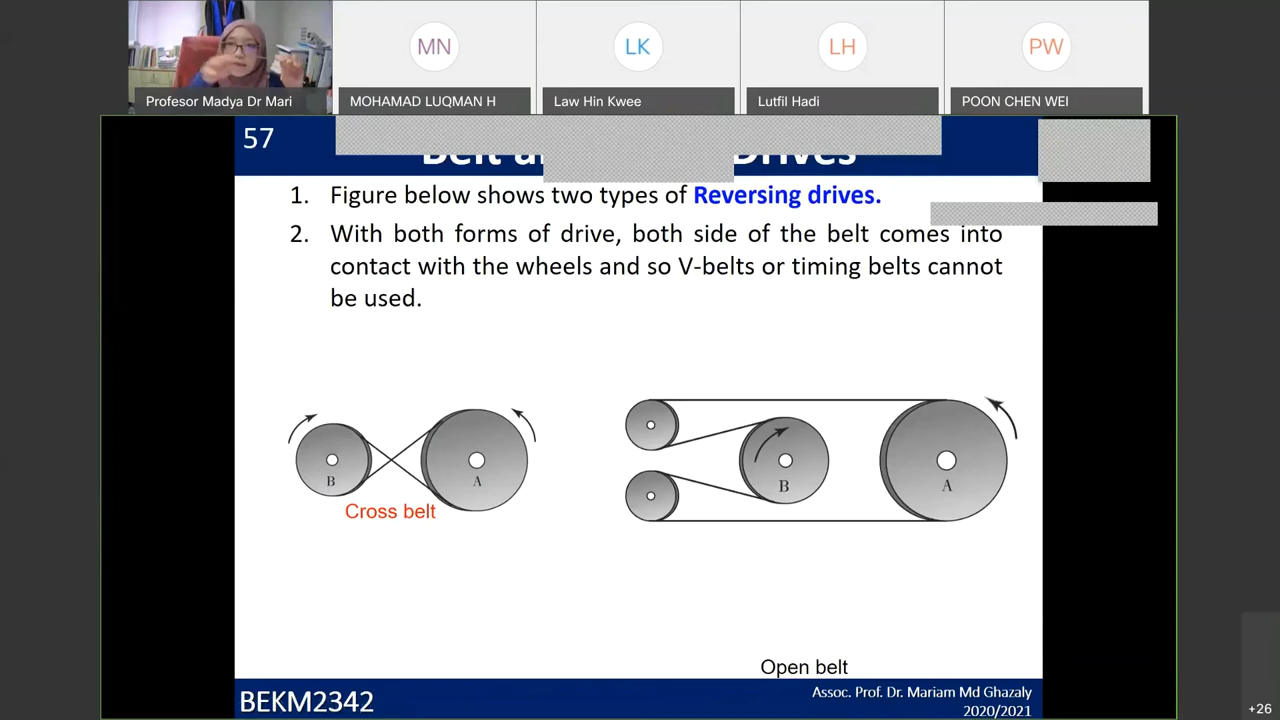 MN
LK
LH
PW
Profesor Madya Dr Mari
MOHAMAD LUQMAN H
Law Hin Kwee
Lutfil Hadi
POON CHEN WEI
57
Belt Drives
1. Figure below shows two types of Reversing drives.
2. With both forms of drive, both side of the belt comes into
contact with the wheels and so V-belts or timing belts cannot
be used.
B
A
Cross belt
B
A
Open belt
BEKM2342
Assoc. Prof. Dr. Mariam Md Ghazaly
2020/2021
+26